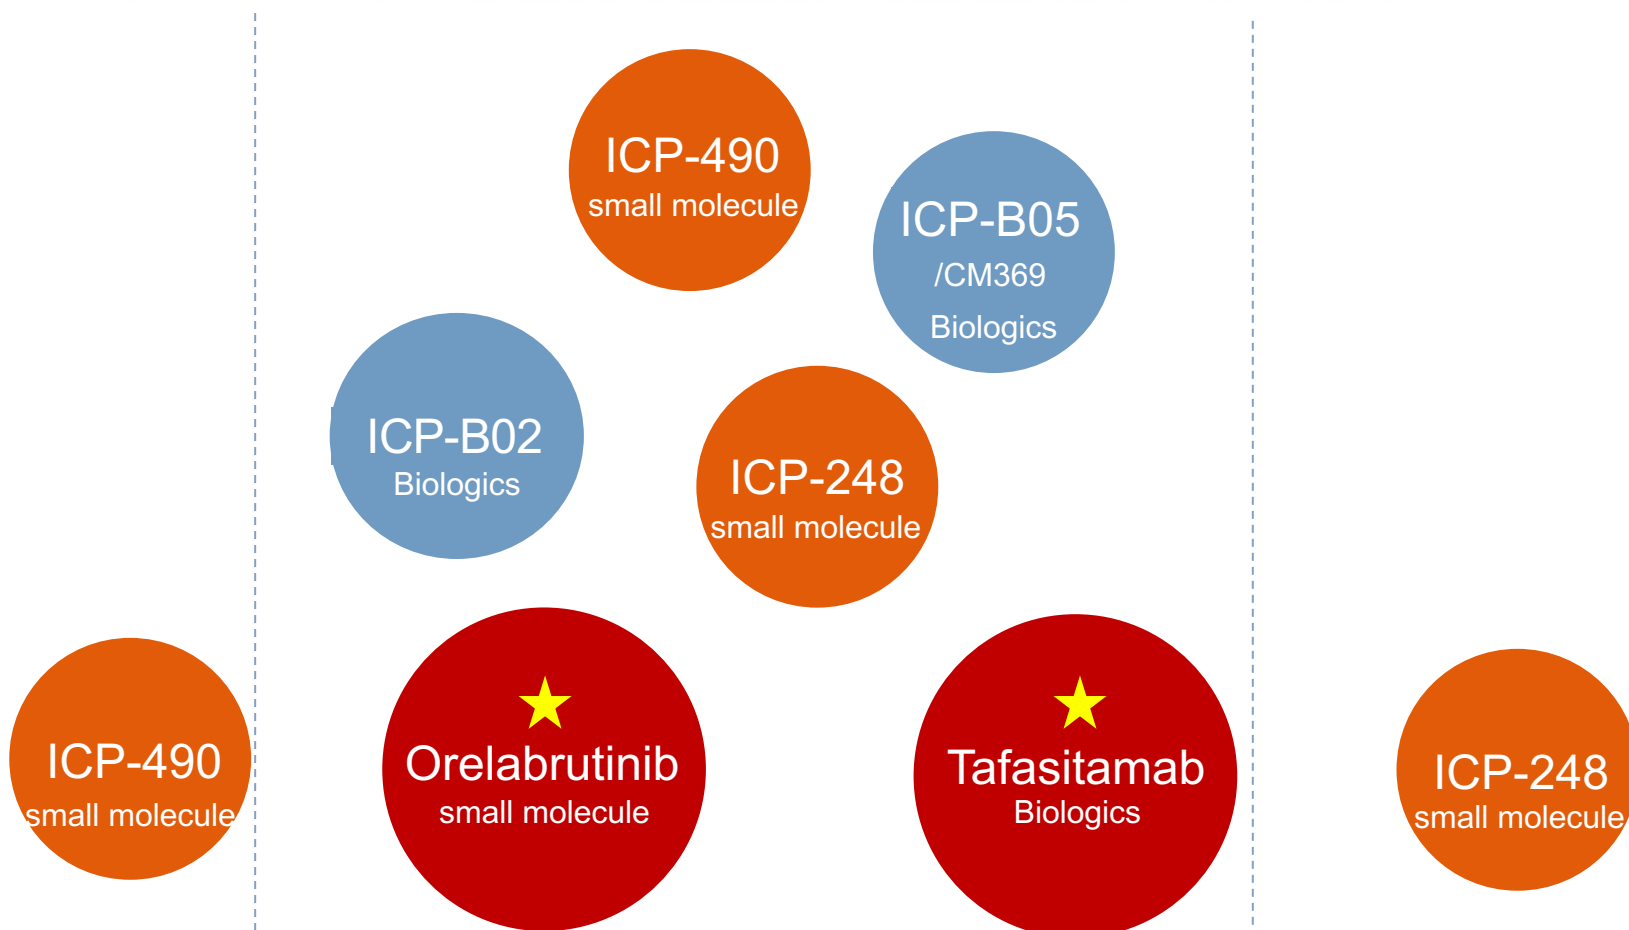 ICP-490
small molecule
ICP-B05
/CM369
Biologics
ICP-B02
Biologics
ICP-248
small molecule
ICP-490
small molecule
Orelabrutinib
small molecule
Tafasitamab
Biologics
ICP-248
small molecule